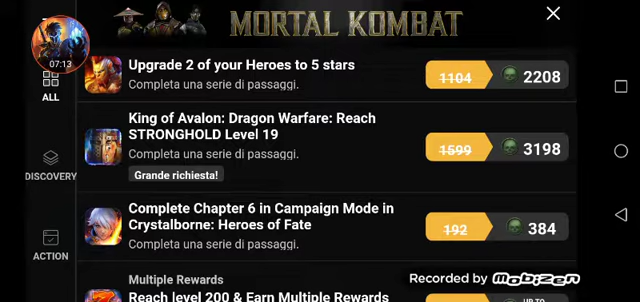 MORTAL KOMBAT
07:13
ALL
Upgrade 2 of your Heroes to 5 stars
Completa una serie di passaggi.
1104
2208
King of Avalon: Dragon Warfare: Reach
STRONGHOLD Level 19
Completa una serie di passaggi.
Grande richiesta!
1599
3198
DISCOVERY
Complete Chapter 6 in Campaign Mode in
Crystalborne: Heroes of Fate
Completa una serie di passaggi.
192
384
ACTION
Multiple Rewards
Reach level 200 & Earn Multiple Rewards
UP TO
Recorded by mobizen